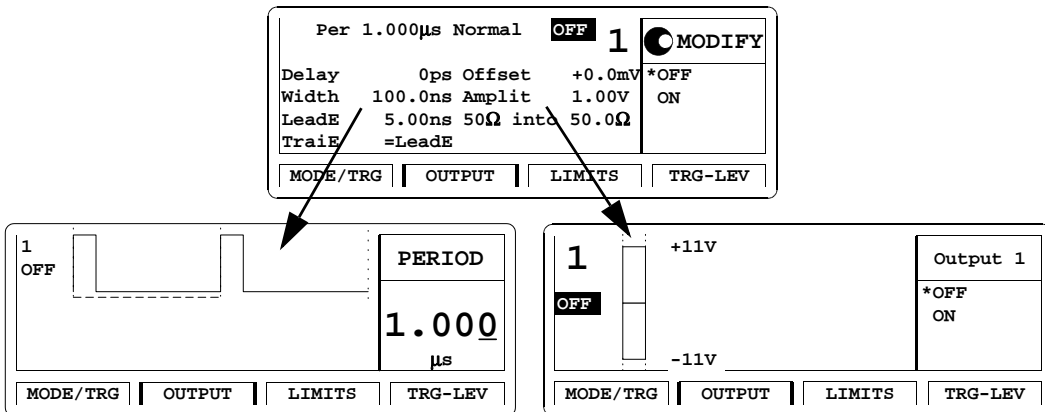 Per 1.000µs Normal OFF 1 MODIFY
Delay 0ps Offset +0.0mV *OFF
Width 100.0ns Amplit 1.00V ON
LeadE 5.00ns 50Ω into 50.0Ω
TraiE =LeadE
MODE/TRG OUTPUT LIMITS TRG-LEV
1
OFF
PERIOD
1.000
µs
MODE/TRG OUTPUT LIMITS TRG-LEV
1
OFF
+11V
-11V
Output 1
*OFF
ON
MODE/TRG OUTPUT LIMITS TRG-LEV